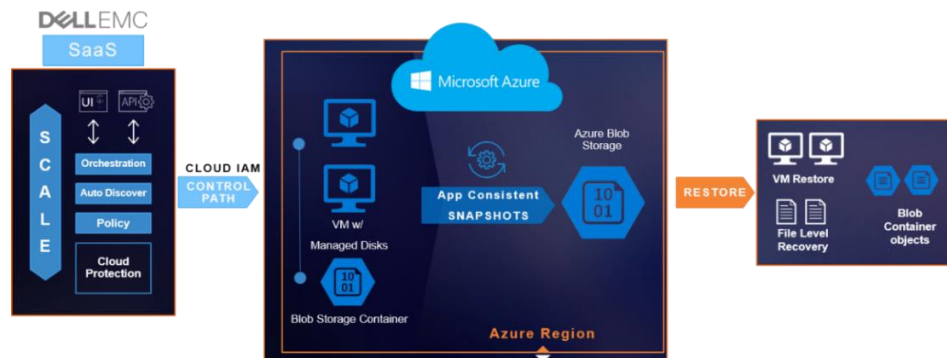 DELLEMC
SaaS
SCALE
UI
API
Orchestration
Auto Discover
Policy
Cloud
Protection
CLOUD IAM
CONTROL
PATH
Microsoft Azure
VM w/
Managed Disks
10
01
Blob Storage Container
App Consistent
SNAPSHOTS
Azure Blob
Storage
10
01
Azure Region
RESTORE
VM Restore
File Level
Recovery
Blob
Container
objects